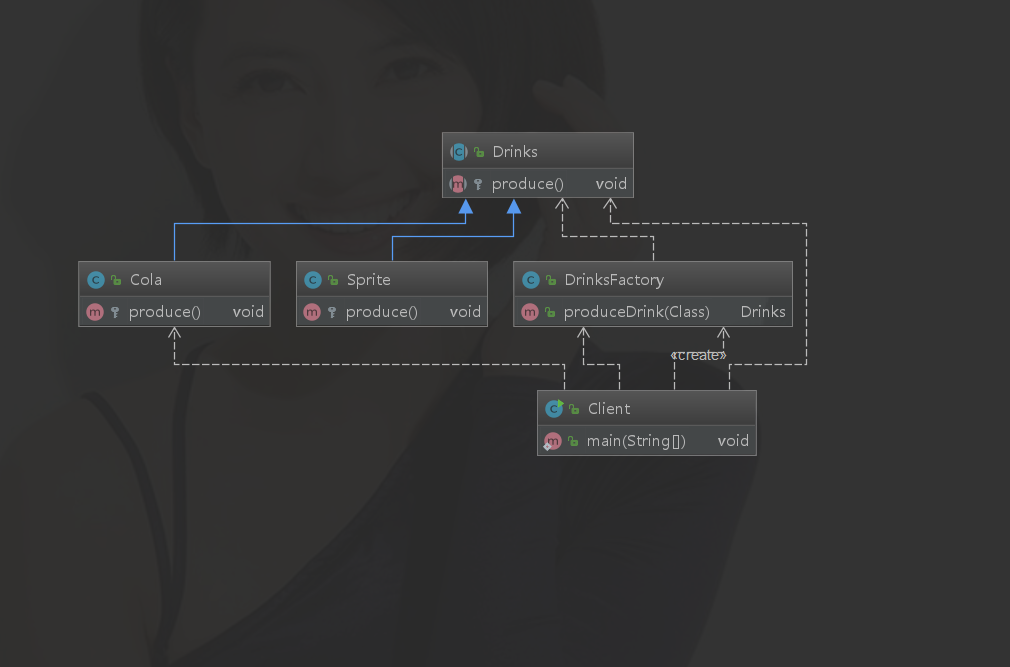 Drinks
produce() void
Cola
produce() void
Sprite
produce() void
DrinksFactory
produceDrink(Class) Drinks
«create»
Client
main(String[]) void